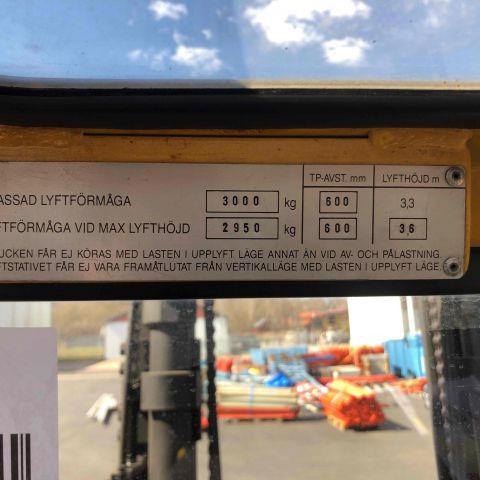 TP-AVST. mm LYFTHÖJD m
ASSAD LYFTFÖRMÅGA 3000 kg 600 3,3
FTFÖRMÅGA VID MAX LYFTHÖJD 2950 kg 600 36
UCKEN FÅR EJ KÖRAS MED LASTEN I UPPLYFT LÄGE ANNAT ÄN VID AV- OCH PÅLASTNING.
FTSTATIVET FÅR EJ VARA FRAMÅTLUTAT FRÅN VERTIKALLÄGE MED LASTEN I UPPLYFT LÄGE.